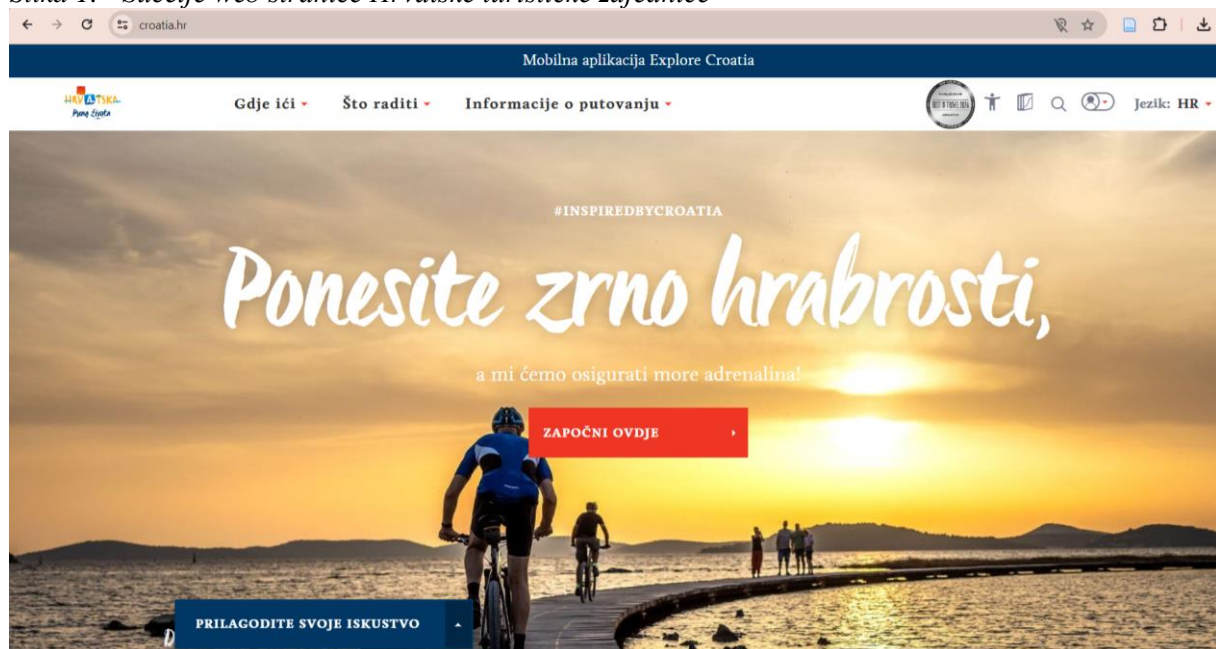 Slika 1. Sučelje web stranice Hrvatske turističke zajednice
croatia.hr
Mobilna aplikacija Explore Croatia
HRVATSKA
Puna života
Gdje ići
Što raditi
Informacije o putovanju
Jezik: HR
#INSPIREDBYCROATIA
Ponesite zrno hrabrosti,
a mi ćemo osigurati more adrenalina!
ZAPOČNI OVDJE
PRILAGODITE SVOJE ISKUSTVO
D